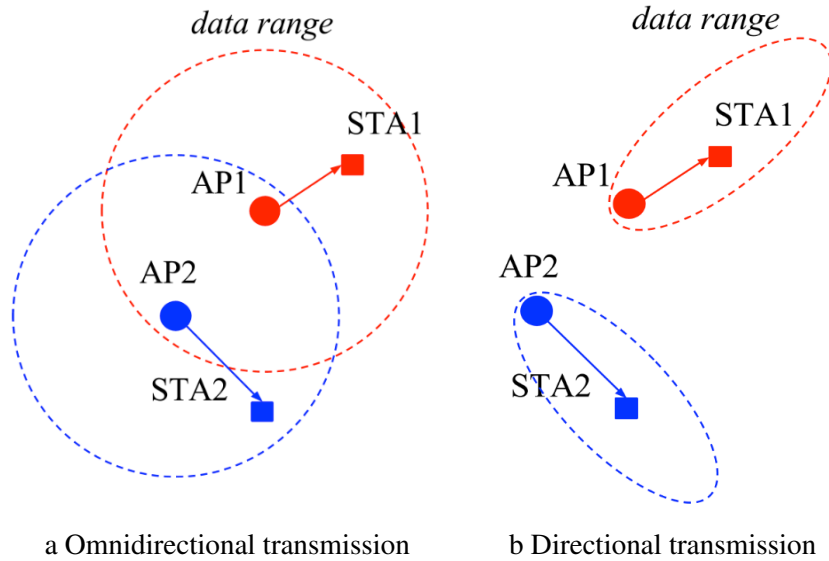 data range
STA1
AP1
AP2
STA2
a Omnidirectional transmission
data range
STA1
AP1
AP2
STA2
b Directional transmission